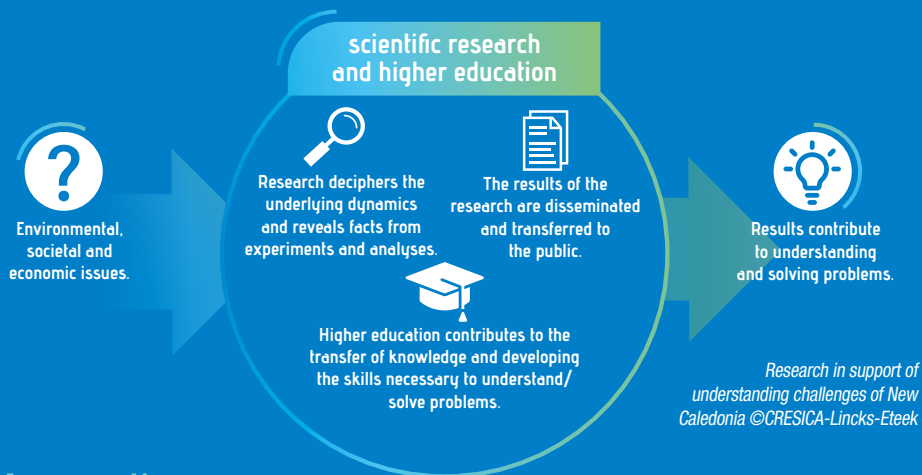 scientific research
and higher education
?
Environmental,
societal and
economic issues.
Research deciphers the
underlying dynamics
and reveals facts from
experiments and analyses.
The results of the
research are disseminated
and transferred to
the public.
Higher education contributes to the
transfer of knowledge and developing
the skills necessary to understand/
solve problems.
Results contribute
to understanding
and solving problems.
Research in support of
understanding challenges of New
Caledonia ©CRESICA-Lincks-Eteek